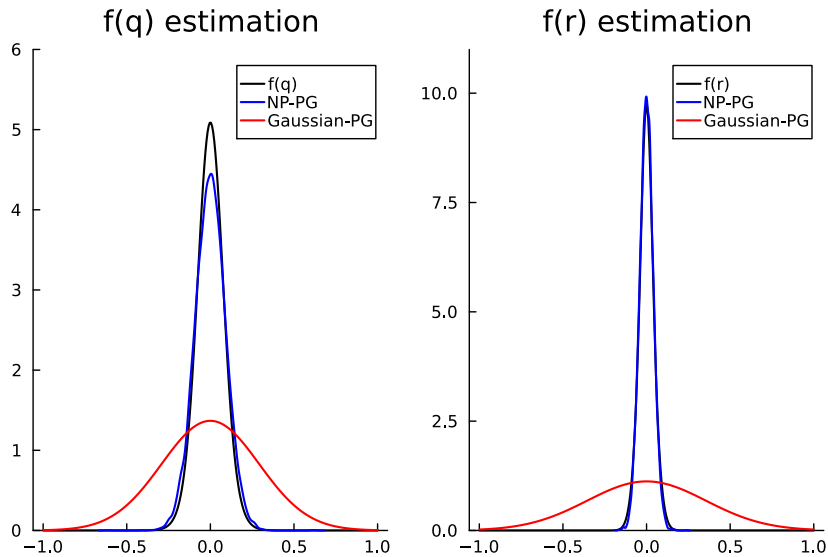 f(q) estimation
6
5
4
3
2
1
0
−1.0
−0.5
0.0
0.5
1.0
f(q)
NP-PG
Gaussian-PG
f(r) estimation
10.0
7.5
5.0
2.5
0.0
−1.0
−0.5
0.0
0.5
1.0
f(r)
NP-PG
Gaussian-PG